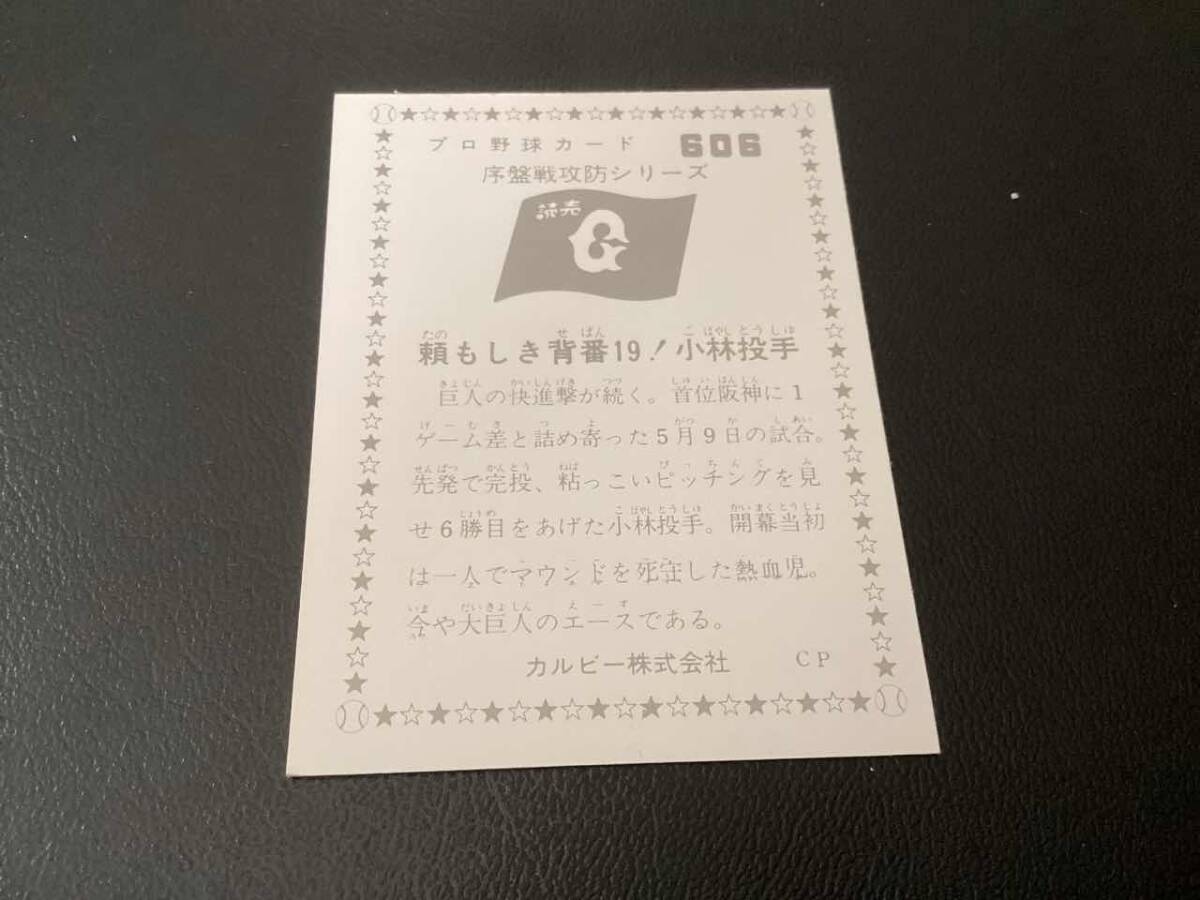 プロ野球カード 606
序盤戦攻防シリーズ
読売
G
頼もしき背番19！小林投手
巨人の快進撃が続く。首位阪神に1
ゲーム差と詰め寄った5月9日の試合。
先発で完投、粘っこいピッチングを見
せ6勝目をあげた小林投手。開幕当初
は一人でマウンドを死守した熱血児。
今や大巨人のエースである。
カルビー株式会社 CP